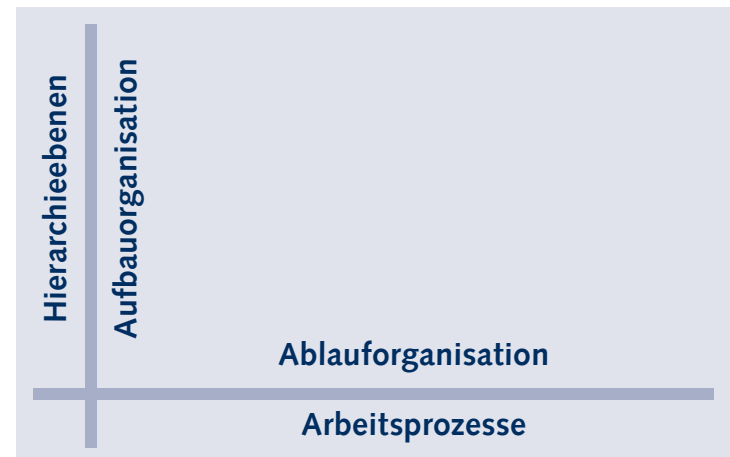 Hierarchieebenen
Aufbauorganisation
Ablauforganisation
Arbeitsprozesse